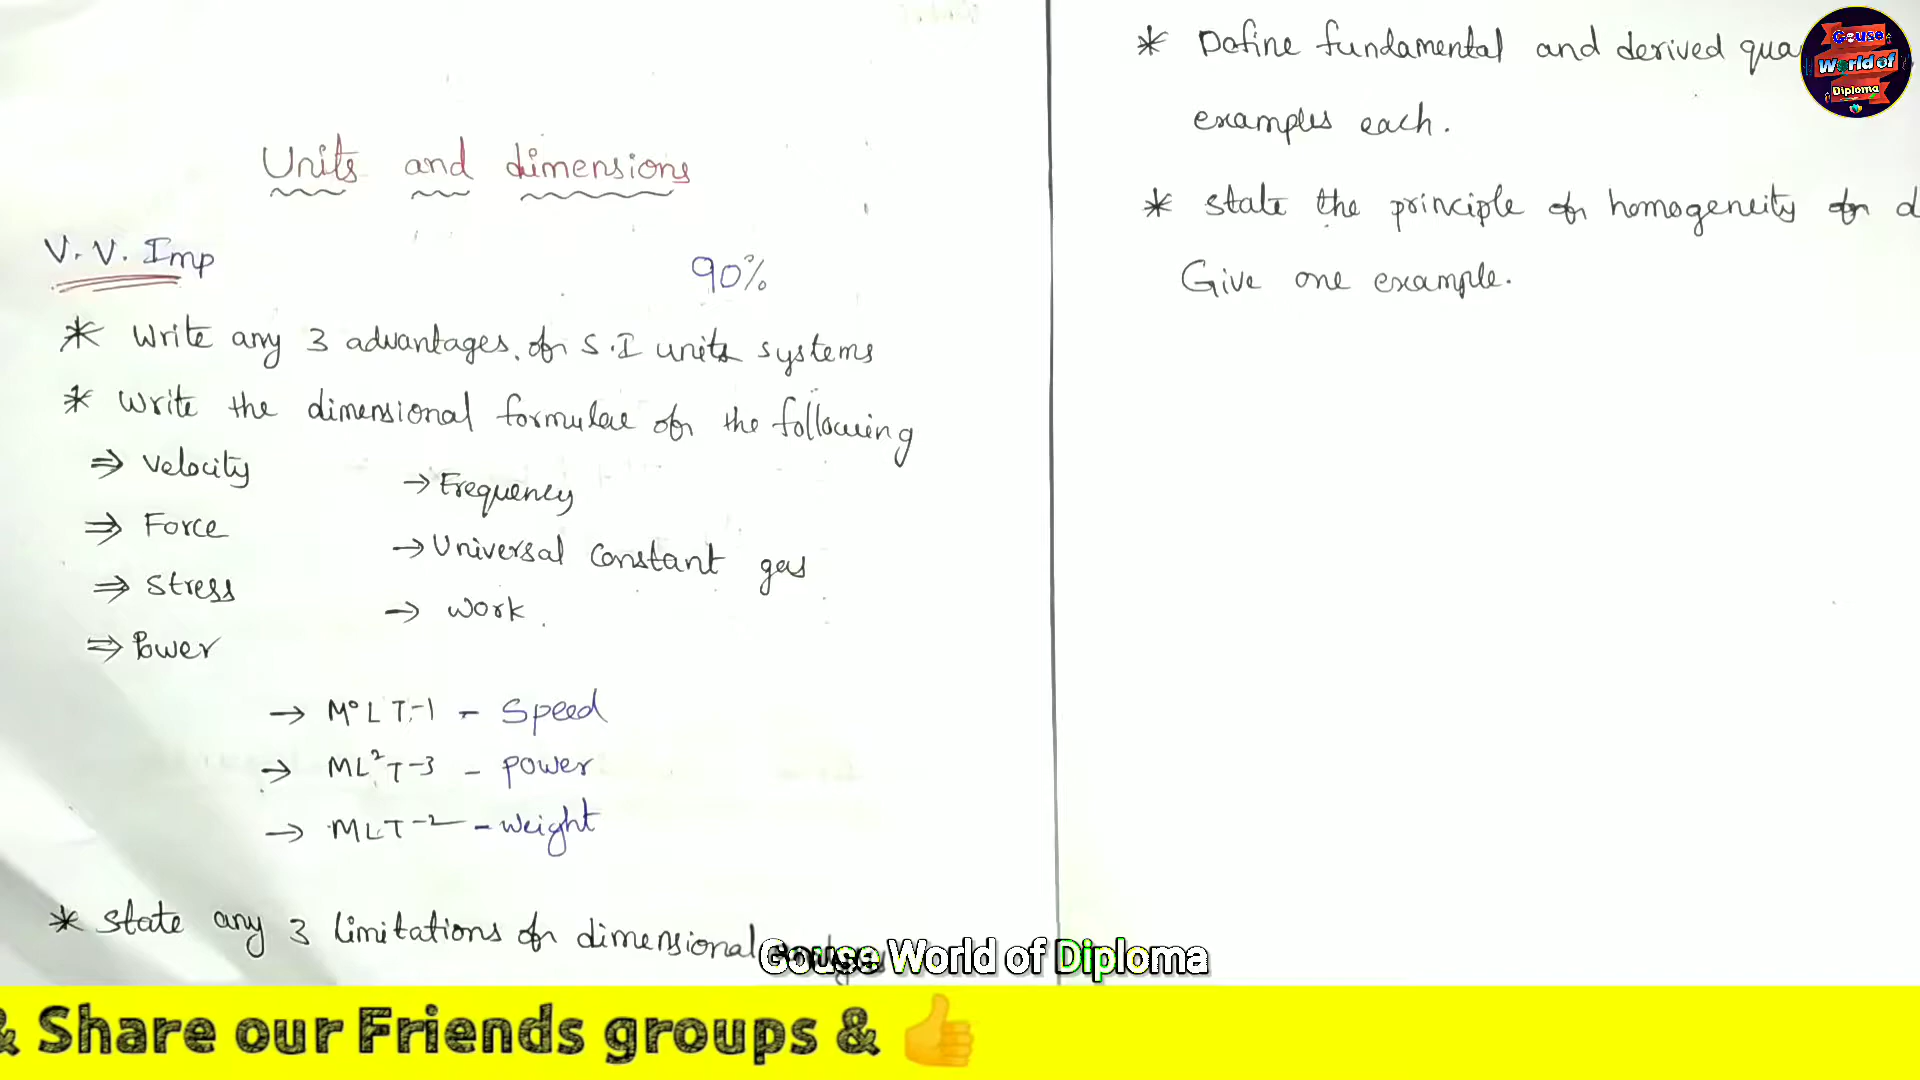 Units and dimensions
V. V. Imp
90%
* Write any 3 advantages of S.I units systems
* Write the dimensional formulae of the following
⇒ Velocity
⇒ Force
⇒ Stress
⇒ Power
→ Frequency
→ Universal constant gas
→ Work.
→ M⁰LT-1 - Speed
→ ML²T-3 - power
→ MLT-2 - weight
* State any 3 limitations of dimensional
* Define fundamental and derived qua
examples each.
* State the principle of homogeneity of d
Give one example.
Gouse
World of
Diploma
Gouse World of Diploma
& Share our Friends groups & 👍